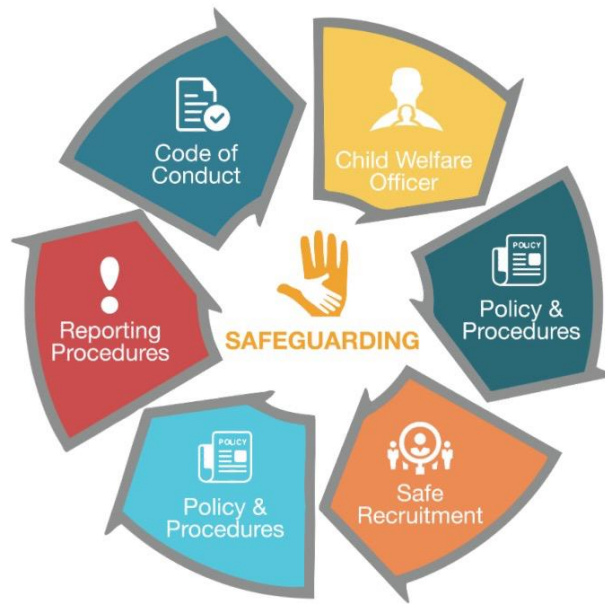 Code of
Conduct
Child Welfare
Officer
POLICY
Policy &
Procedures
Safe
Recruitment
POLICY
Policy &
Procedures
Reporting
Procedures
SAFEGUARDING